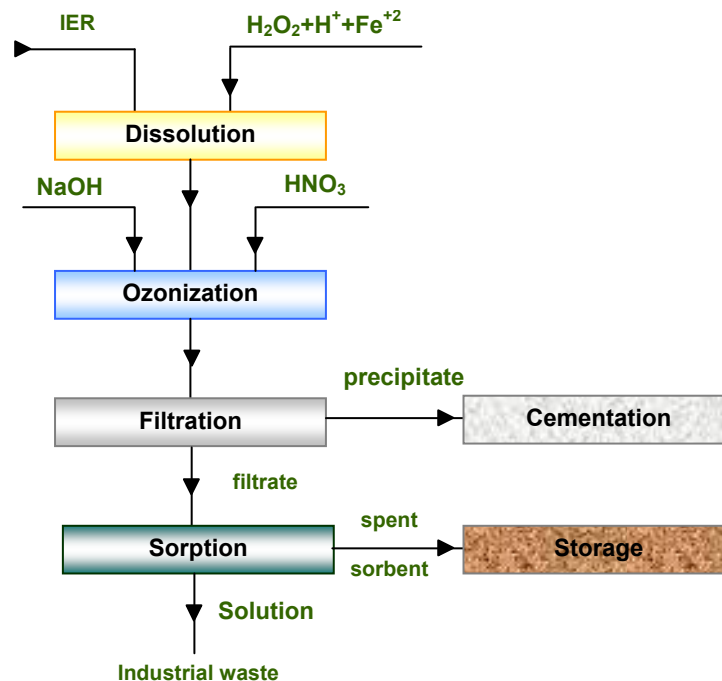 IER
H₂O₂+H⁺+Fe⁺²
Dissolution
NaOH
HNO₃
Ozonization
precipitate
Filtration
Cementation
filtrate
spent
Sorption
Storage
sorbent
Solution
Industrial waste